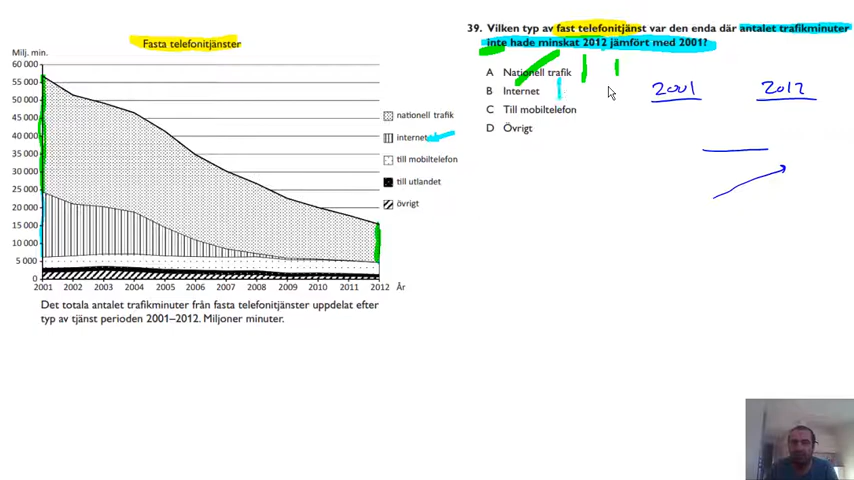 Fasta telefonitjänster
Milj. min.
60 000
55 000
50 000
45 000
40 000
35 000
30 000
25 000
20 000
15 000
10 000
5 000
0
2001 2002 2003 2004 2005 2006 2007 2008 2009 2010 2011 2012 År
nationell trafik
internet
till mobiltelefon
till utlandet
övrigt
Det totala antalet trafikminuter från fasta telefonitjänster uppdelat efter
typ av tjänst perioden 2001–2012. Miljoner minuter.
39. Vilken typ av fast telefonitjänst var den enda där antalet trafikminuter
inte hade minskat 2012 jämfört med 2001?
A Nationell trafik
B Internet
C Till mobiltelefon
D Övrigt
2001 2012